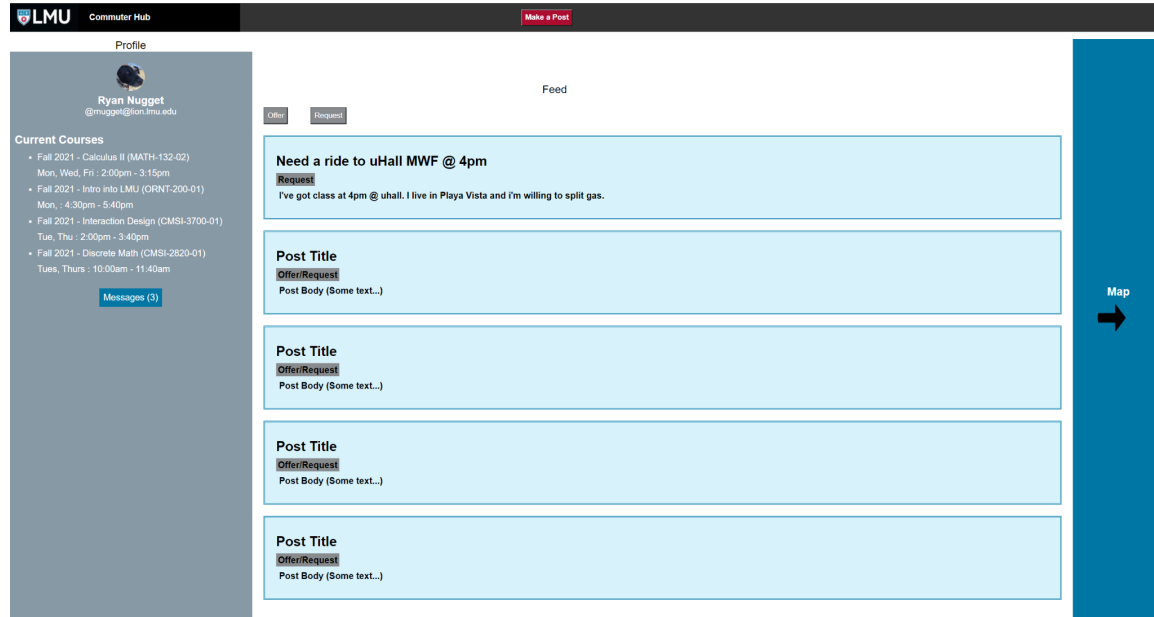 LMU Commuter Hub Make a Post
Profile
Ryan Nugget
@rnugget@lion.lmu.edu
Current Courses
• Fall 2021 - Calculus II (MATH-132-02)
Mon, Wed, Fri : 2:00pm - 3:15pm
• Fall 2021 - Intro into LMU (ORNT-200-01)
Mon, : 4:30pm - 5:40pm
• Fall 2021 - Interaction Design (CMSI-3700-01)
Tue, Thu : 2:00pm - 3:40pm
• Fall 2021 - Discrete Math (CMSI-2820-01)
Tues, Thurs : 10:00am - 11:40am
Messages (3)
Feed
Offer Request
Need a ride to uHall MWF @ 4pm
Request
I've got class at 4pm @ uhall. I live in Playa Vista and i'm willing to split gas.
Post Title
Offer/Request
Post Body (Some text...)
Post Title
Offer/Request
Post Body (Some text...)
Post Title
Offer/Request
Post Body (Some text...)
Post Title
Offer/Request
Post Body (Some text...)
Map